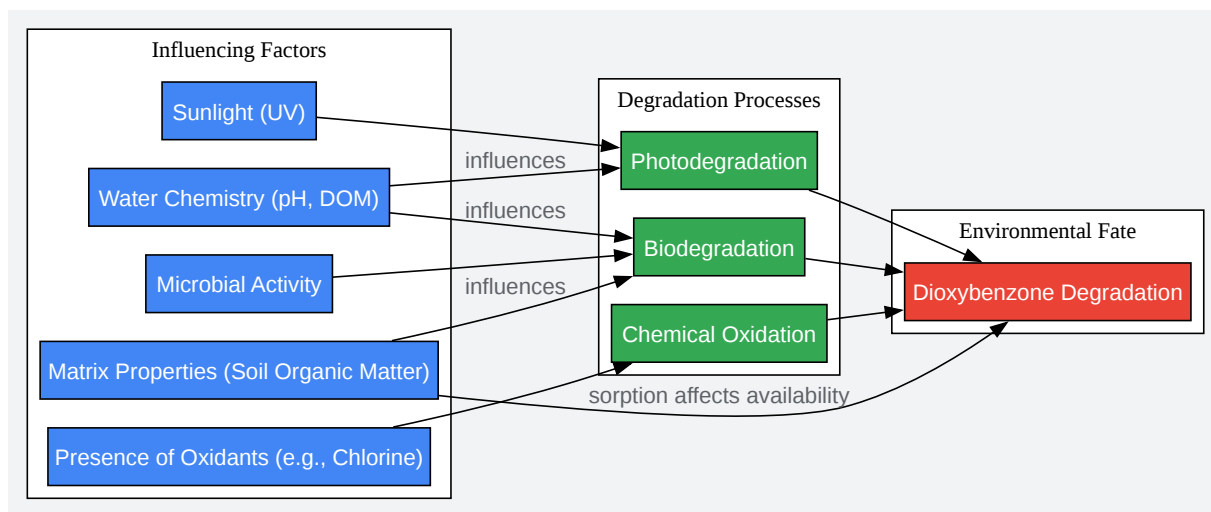 Influencing Factors
Sunlight (UV)
Water Chemistry (pH, DOM)
Microbial Activity
Matrix Properties (Soil Organic Matter)
Presence of Oxidants (e.g., Chlorine)
influences
influences
influences
sorption affects availability
Degradation Processes
Photodegradation
Biodegradation
Chemical Oxidation
Environmental Fate
Dioxybenzone Degradation